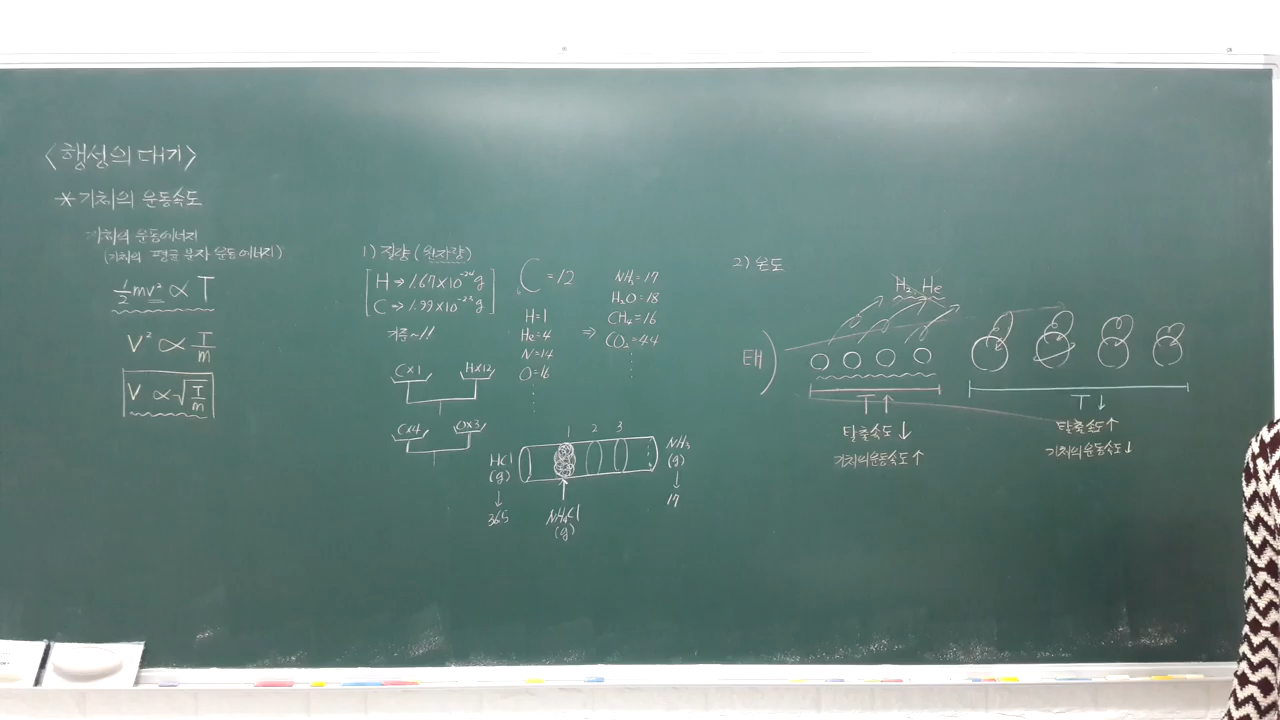 <행성의 대기>
* 기체의 운동속도
기체의 운동에너지
(기체의 평균 분자 운동에너지)
½mv² ∝ T
V² ∝ T/m
V ∝ √(T/m)
1) 질량 (원자량)
H → 1.67×10⁻²⁴g
C → 1.99×10⁻²³g
기준~!!
C×1 H×12
C×4 O×3
C=12
H=1
He=4
N=14
O=16
⋮
⇒
NH₃=17
H₂O=18
CH₄=16
CO₂=44
⋮
1 2 3
HCl
(g)
↓
36.5
NH₄Cl
(g)
NH₃
(g)
↓
17
2) 온도
H₂, He
태)
T↑
탈출속도↓
기체의운동속도↑
T↓
탈출속도↑
기체의운동속도↓